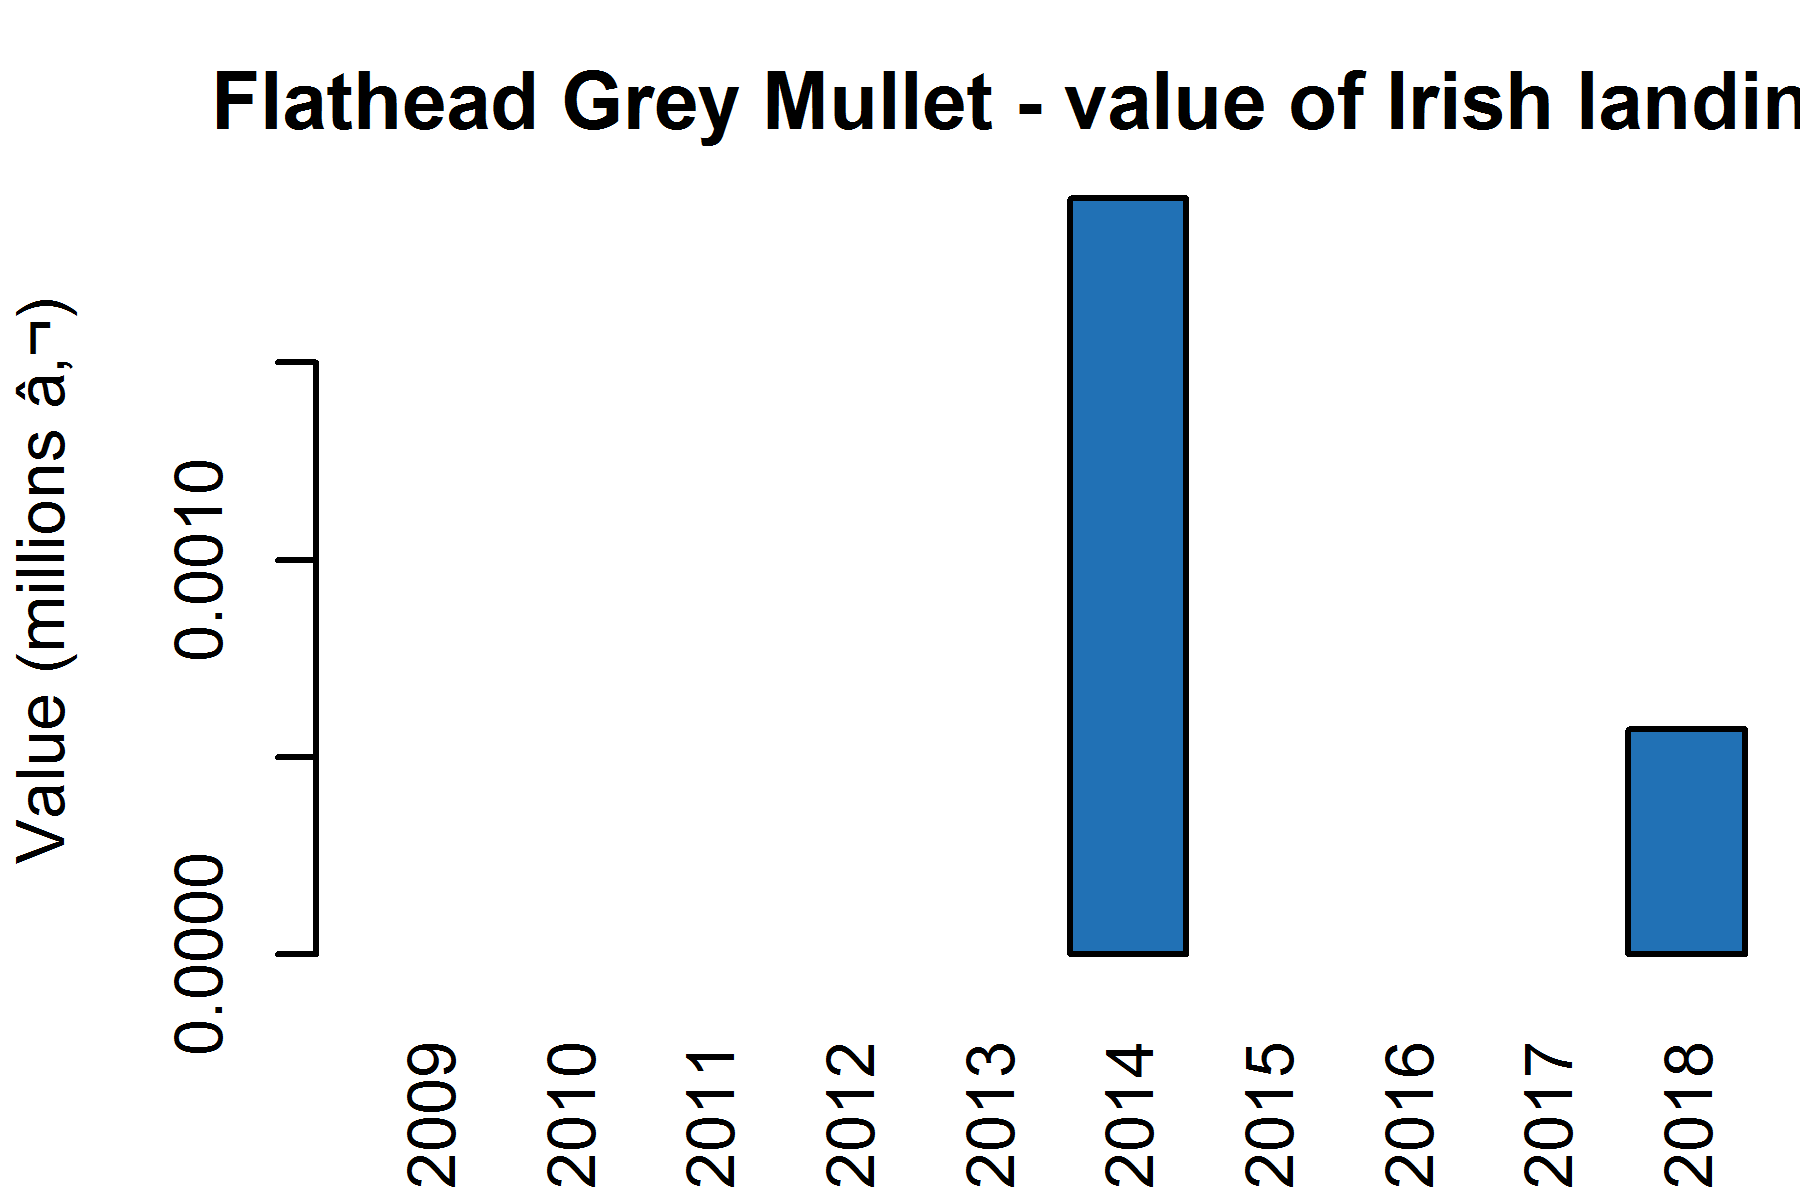 Flathead Grey Mullet - value of Irish landin
Value (millions â‚¬)
0.0010
0.0000
2009 2010 2011 2012 2013 2014 2015 2016 2017 2018